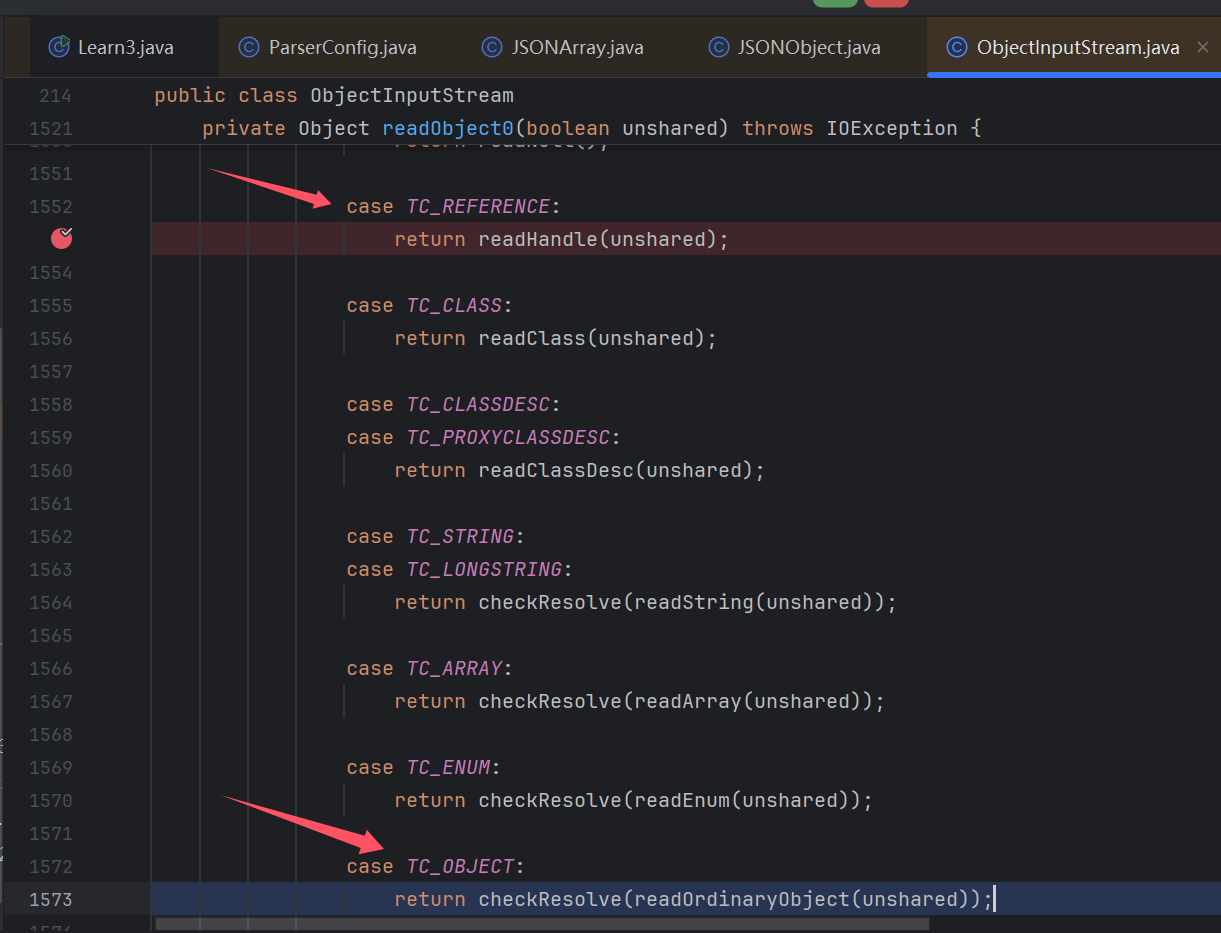 Learn3.java ParserConfig.java JSONArray.java JSONObject.java ObjectInputStream.java
214 public class ObjectInputStream
1521 private Object readObject0(boolean unshared) throws IOException {
1551
1552 case TC_REFERENCE:
return readHandle(unshared);
1554
1555 case TC_CLASS:
1556 return readClass(unshared);
1557
1558 case TC_CLASSDESC:
1559 case TC_PROXYCLASSDESC:
1560 return readClassDesc(unshared);
1561
1562 case TC_STRING:
1563 case TC_LONGSTRING:
1564 return checkResolve(readString(unshared));
1565
1566 case TC_ARRAY:
1567 return checkResolve(readArray(unshared));
1568
1569 case TC_ENUM:
1570 return checkResolve(readEnum(unshared));
1571
1572 case TC_OBJECT:
1573 return checkResolve(readOrdinaryObject(unshared));